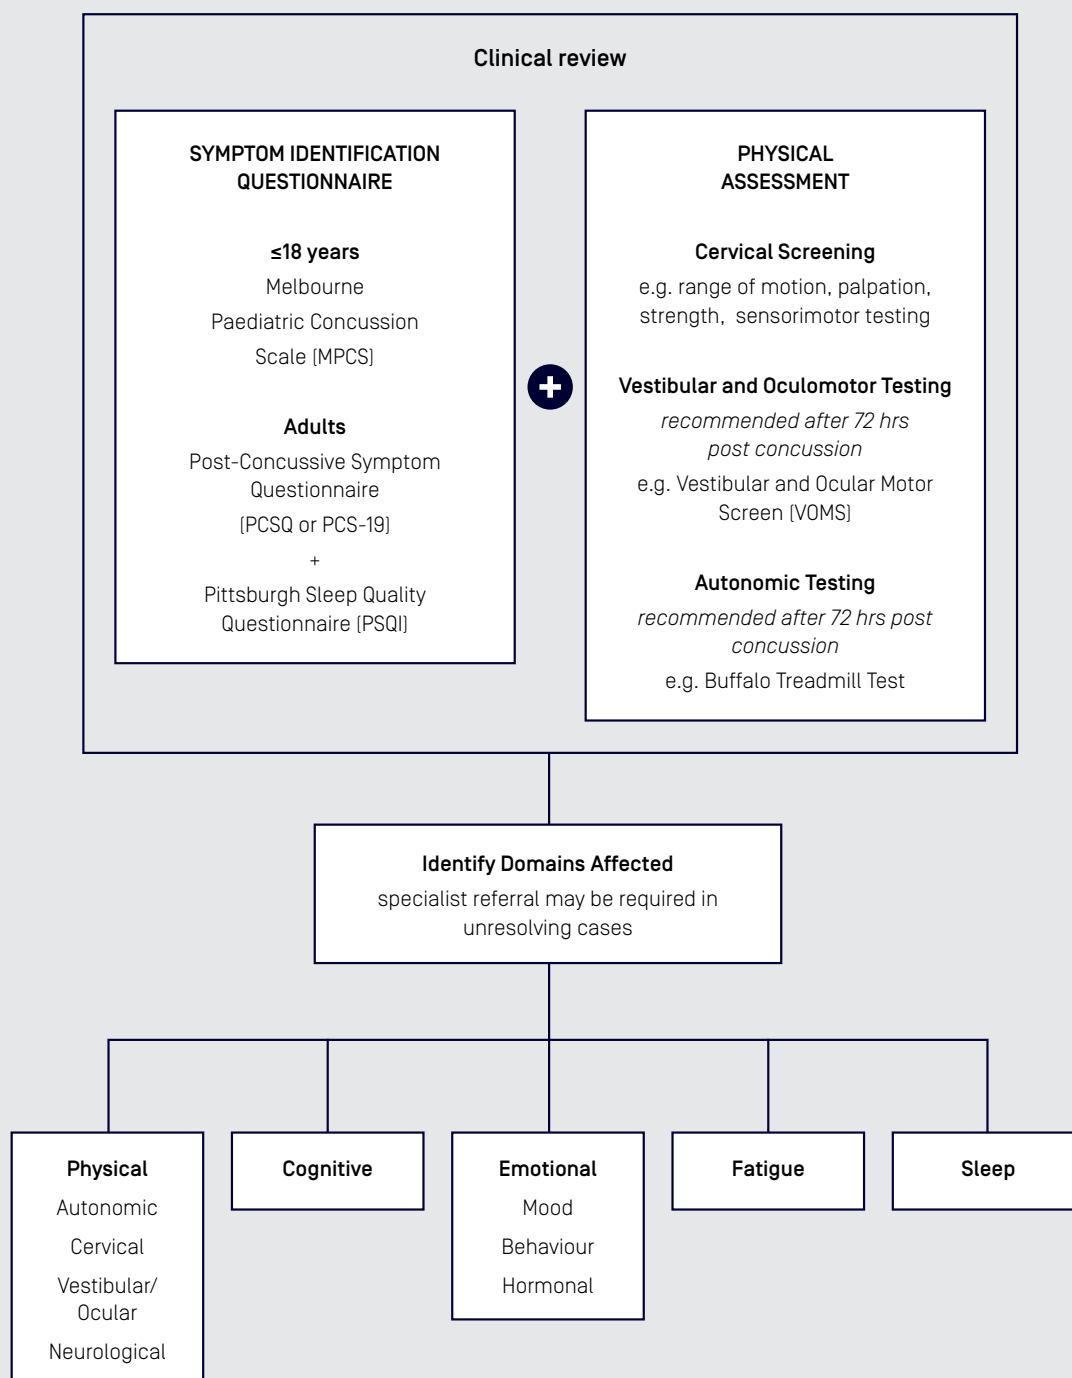 Clinical review
SYMPTOM IDENTIFICATION
QUESTIONNAIRE
≤18 years
Melbourne
Paediatric Concussion
Scale (MPCS)
Adults
Post-Concussive Symptom
Questionnaire
(PCSQ or PCS-19)
+
Pittsburgh Sleep Quality
Questionnaire (PSQI)
+
PHYSICAL
ASSESSMENT
Cervical Screening
e.g. range of motion, palpation,
strength, sensorimotor testing
Vestibular and Oculomotor Testing
recommended after 72 hrs
post concussion
e.g. Vestibular and Ocular Motor
Screen (VOMS)
Autonomic Testing
recommended after 72 hrs post
concussion
e.g. Buffalo Treadmill Test
Identify Domains Affected
specialist referral may be required in
unresolving cases
Physical
Autonomic
Cervical
Vestibular/
Ocular
Neurological
Cognitive
Emotional
Mood
Behaviour
Hormonal
Fatigue
Sleep